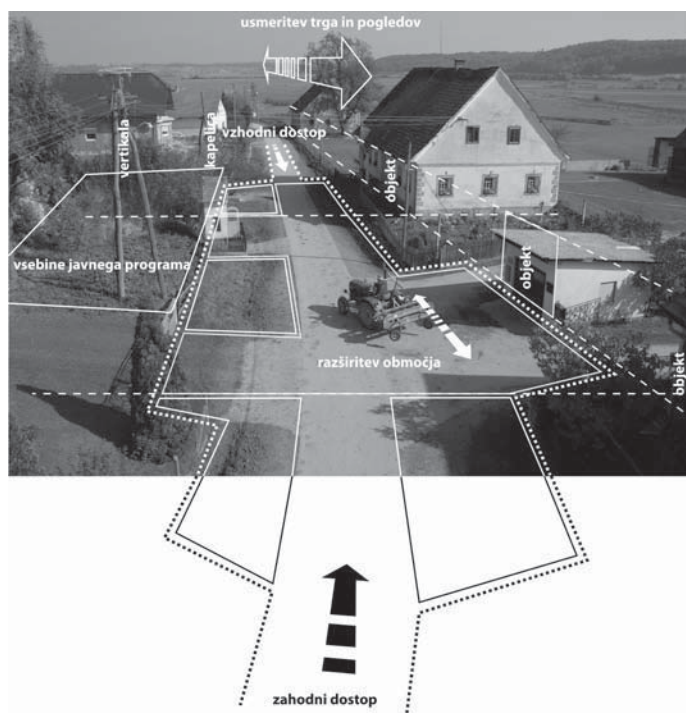 usmeritev trga in pogledov
vzhodni dostop
vertikala
kapelica
objekt
vsebine javnega programa
objekt
razširitev območja
objekt
zahodni dostop